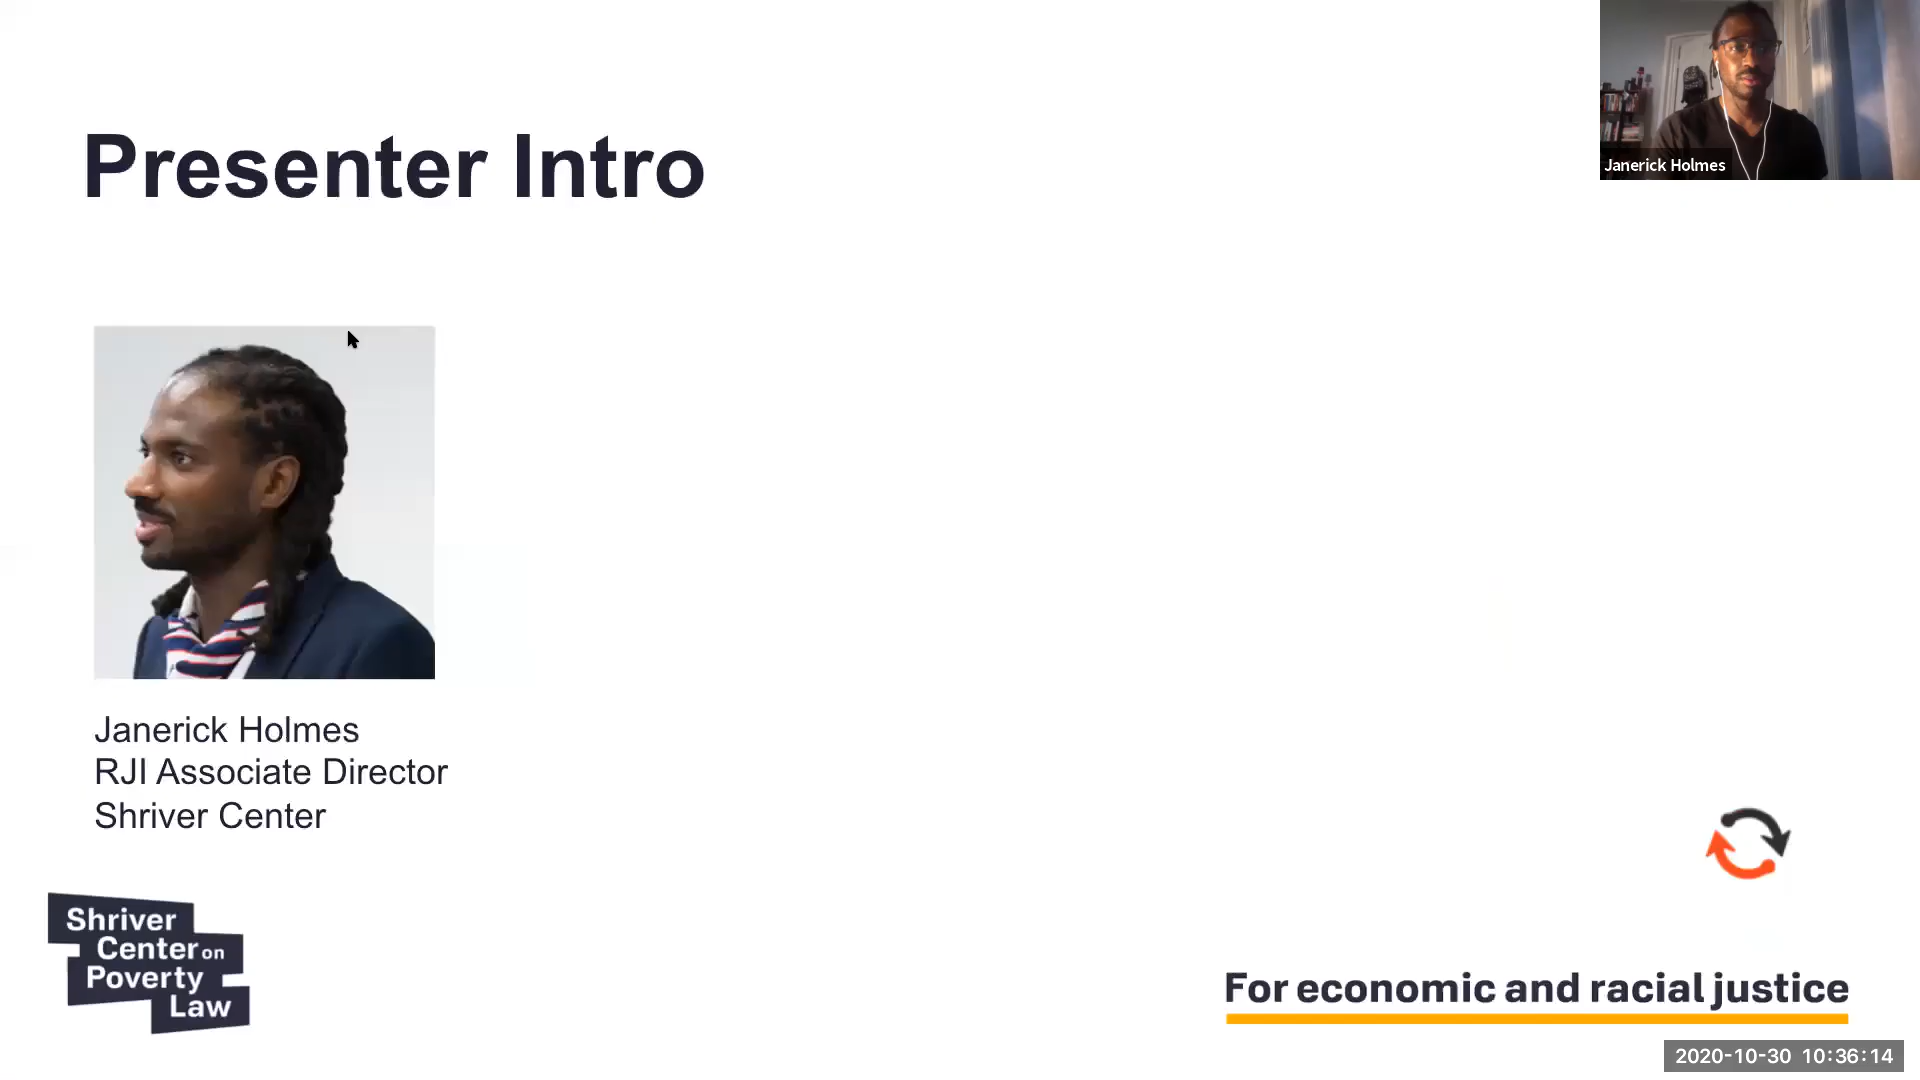 Presenter Intro
Janerick Holmes
Janerick Holmes
RJI Associate Director
Shriver Center
Shriver
Center on
Poverty
Law
For economic and racial justice
2020-10-30 10:36:14